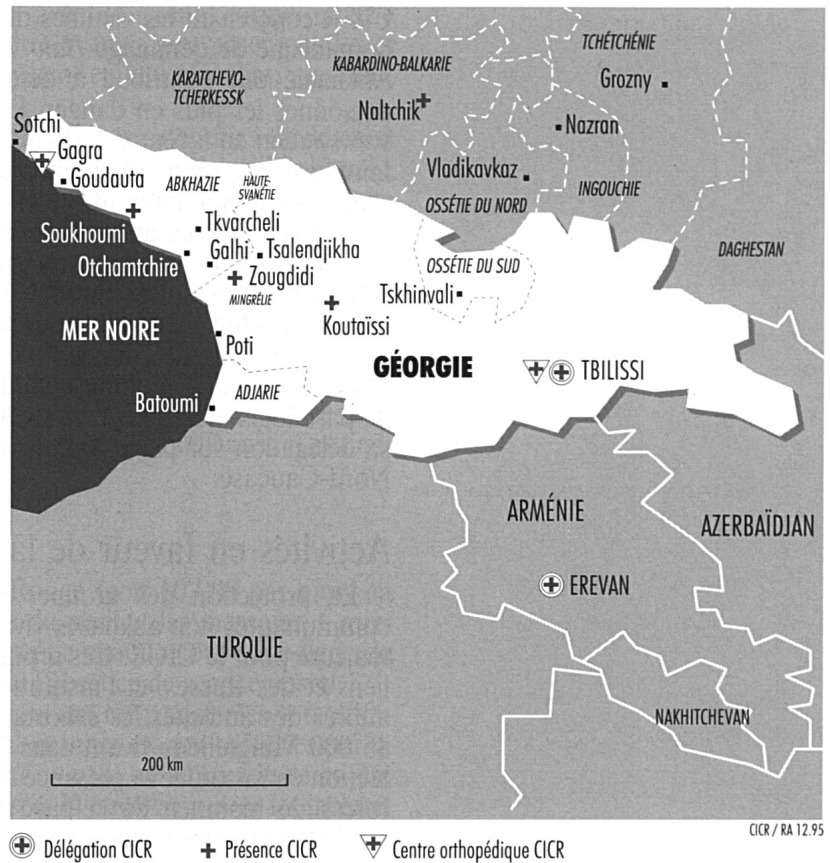 TCHÉTCHÉNIE
KABARDINO-BALKARIE
KARATCHEVO-
TCHERKESSK
Grozny
Naltchik
Sotchi
Nazran
Gagra
Goudauta
ABKHAZIE
HAUTE-
SVANÉTIE
Vladikavkaz
INGOUCHIE
OSSÉTIE DU NORD
Tkvarcheli
Soukhoumi
Galhi
Tsalendjikha
DAGHESTAN
Otchamtchire
OSSÉTIE DU SUD
Zougdidi
Tskhinvali
MINGRÉLIE
Koutaïssi
MER NOIRE
Poti
GÉORGIE
TBILISSI
ADJARIE
Batoumi
ARMÉNIE
AZERBAÏDJAN
EREVAN
TURQUIE
NAKHITCHEVAN
200 km
CICR / RA 12.95
Délégation CICR
Présence CICR
Centre orthopédique CICR